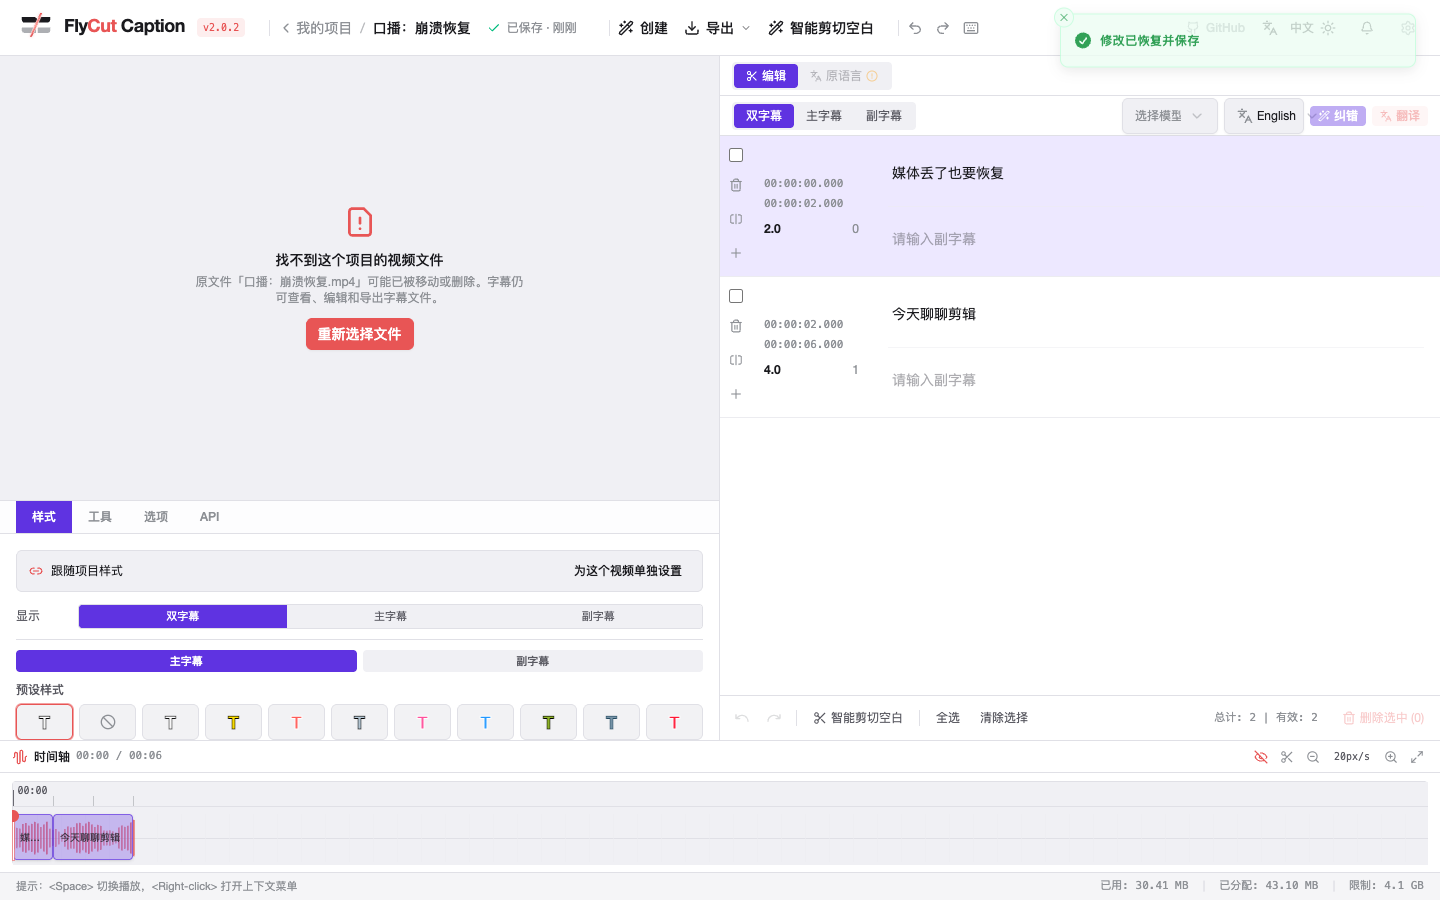 FlyCut Caption
v2.0.2
我的项目 / 口播：崩溃恢复
已保存 · 刚刚
创建
导出
智能剪切空白
GitHub
中文
修改已恢复并保存
编辑
原语言
双字幕
主字幕
副字幕
选择模型
English
纠错
翻译
找不到这个项目的视频文件
原文件「口播：崩溃恢复.mp4」可能已被移动或删除。字幕仍
可查看、编辑和导出字幕文件。
重新选择文件
00:00:00.000
00:00:02.000
2.0
0
媒体丢了也要恢复
请输入副字幕
00:00:02.000
00:00:06.000
4.0
1
今天聊聊剪辑
请输入副字幕
样式
工具
选项
API
跟随项目样式
为这个视频单独设置
显示
双字幕
主字幕
副字幕
主字幕
副字幕
预设样式
T
T
T
T
T
T
T
T
T
T
智能剪切空白
全选
清除选择
总计: 2 | 有效: 2
删除选中 (0)
时间轴
00:00 / 00:06
20px/s
00:00
媒...
今天聊聊剪辑
提示：<Space> 切换播放，<Right-click> 打开上下文菜单
已用: 30.41 MB
已分配: 43.10 MB
限制: 4.1 GB